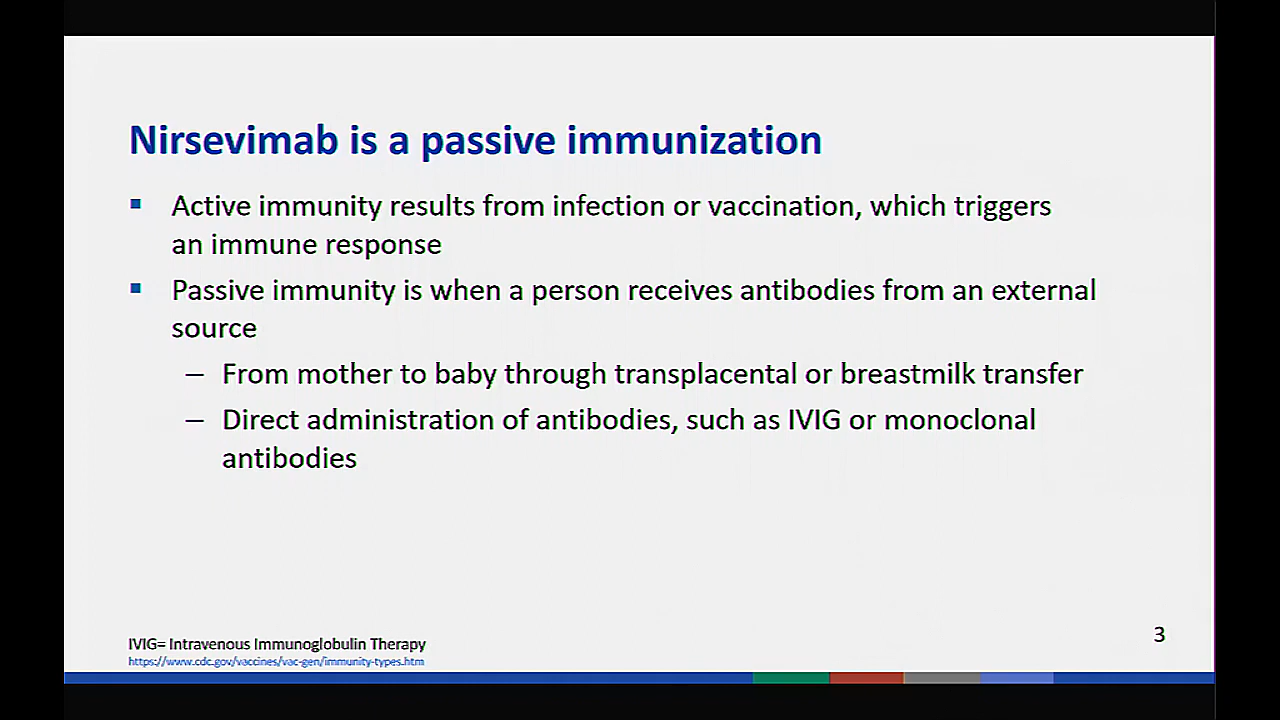 Nirsevimab is a passive immunization
▪ Active immunity results from infection or vaccination, which triggers
an immune response
▪ Passive immunity is when a person receives antibodies from an external
source
– From mother to baby through transplacental or breastmilk transfer
– Direct administration of antibodies, such as IVIG or monoclonal
antibodies
3
IVIG= Intravenous Immunoglobulin Therapy
https://www.cdc.gov/vaccines/vac-gen/immunity-types.htm